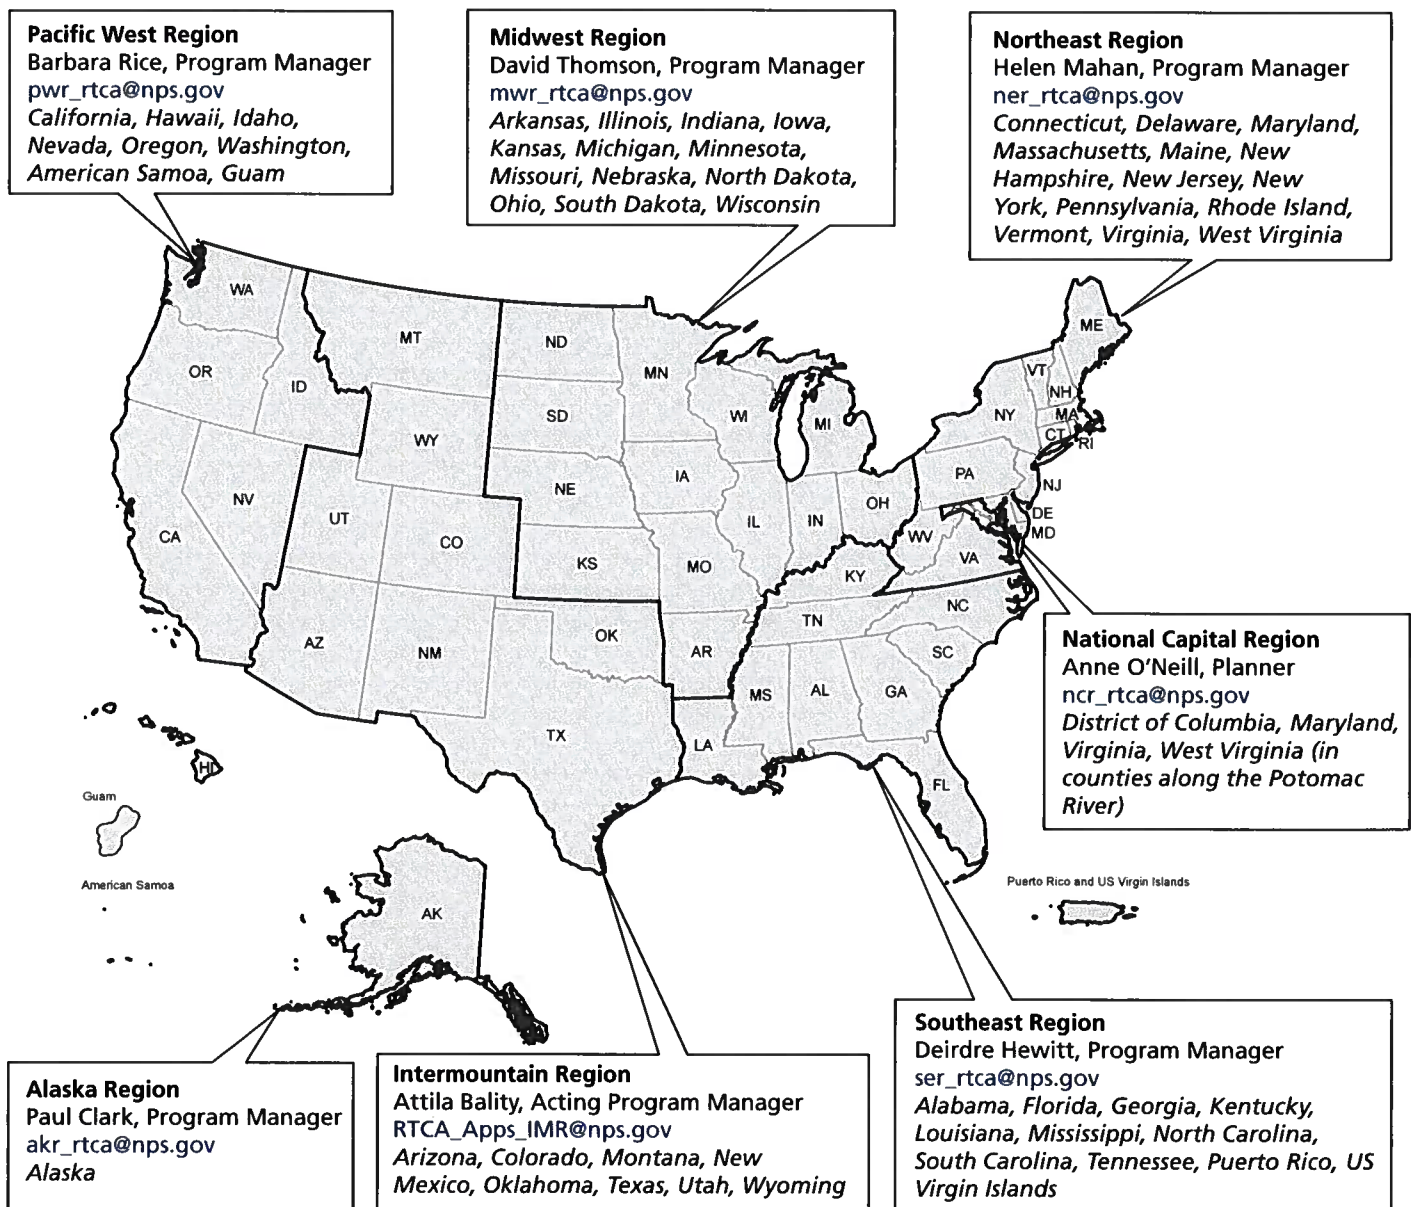 Pacific West Region
Barbara Rice, Program Manager
pwr_rtca@nps.gov
California, Hawaii, Idaho,
Nevada, Oregon, Washington,
American Samoa, Guam
Midwest Region
David Thomson, Program Manager
mwr_rtca@nps.gov
Arkansas, Illinois, Indiana, Iowa,
Kansas, Michigan, Minnesota,
Missouri, Nebraska, North Dakota,
Ohio, South Dakota, Wisconsin
Northeast Region
Helen Mahan, Program Manager
ner_rtca@nps.gov
Connecticut, Delaware, Maryland,
Massachusetts, Maine, New
Hampshire, New Jersey, New
York, Pennsylvania, Rhode Island,
Vermont, Virginia, West Virginia
WA
MT
ND
MN
ME
OR
ID
SD
WI
MI
VT
NH
NY
MA
CT
RI
WY
IA
PA
NJ
NV
NE
OH
DE
UT
CO
IL
IN
WV
MD
CA
KS
MO
KY
VA
NC
TN
AZ
NM
OK
AR
SC
MS
AL
GA
TX
LA
FL
HI
Guam
American Samoa
AK
Puerto Rico and US Virgin Islands
National Capital Region
Anne O'Neill, Planner
ncr_rtca@nps.gov
District of Columbia, Maryland,
Virginia, West Virginia (in
counties along the Potomac
River)
Alaska Region
Paul Clark, Program Manager
akr_rtca@nps.gov
Alaska
Intermountain Region
Attila Bality, Acting Program Manager
RTCA_Apps_IMR@nps.gov
Arizona, Colorado, Montana, New
Mexico, Oklahoma, Texas, Utah, Wyoming
Southeast Region
Deirdre Hewitt, Program Manager
ser_rtca@nps.gov
Alabama, Florida, Georgia, Kentucky,
Louisiana, Mississippi, North Carolina,
South Carolina, Tennessee, Puerto Rico, US
Virgin Islands